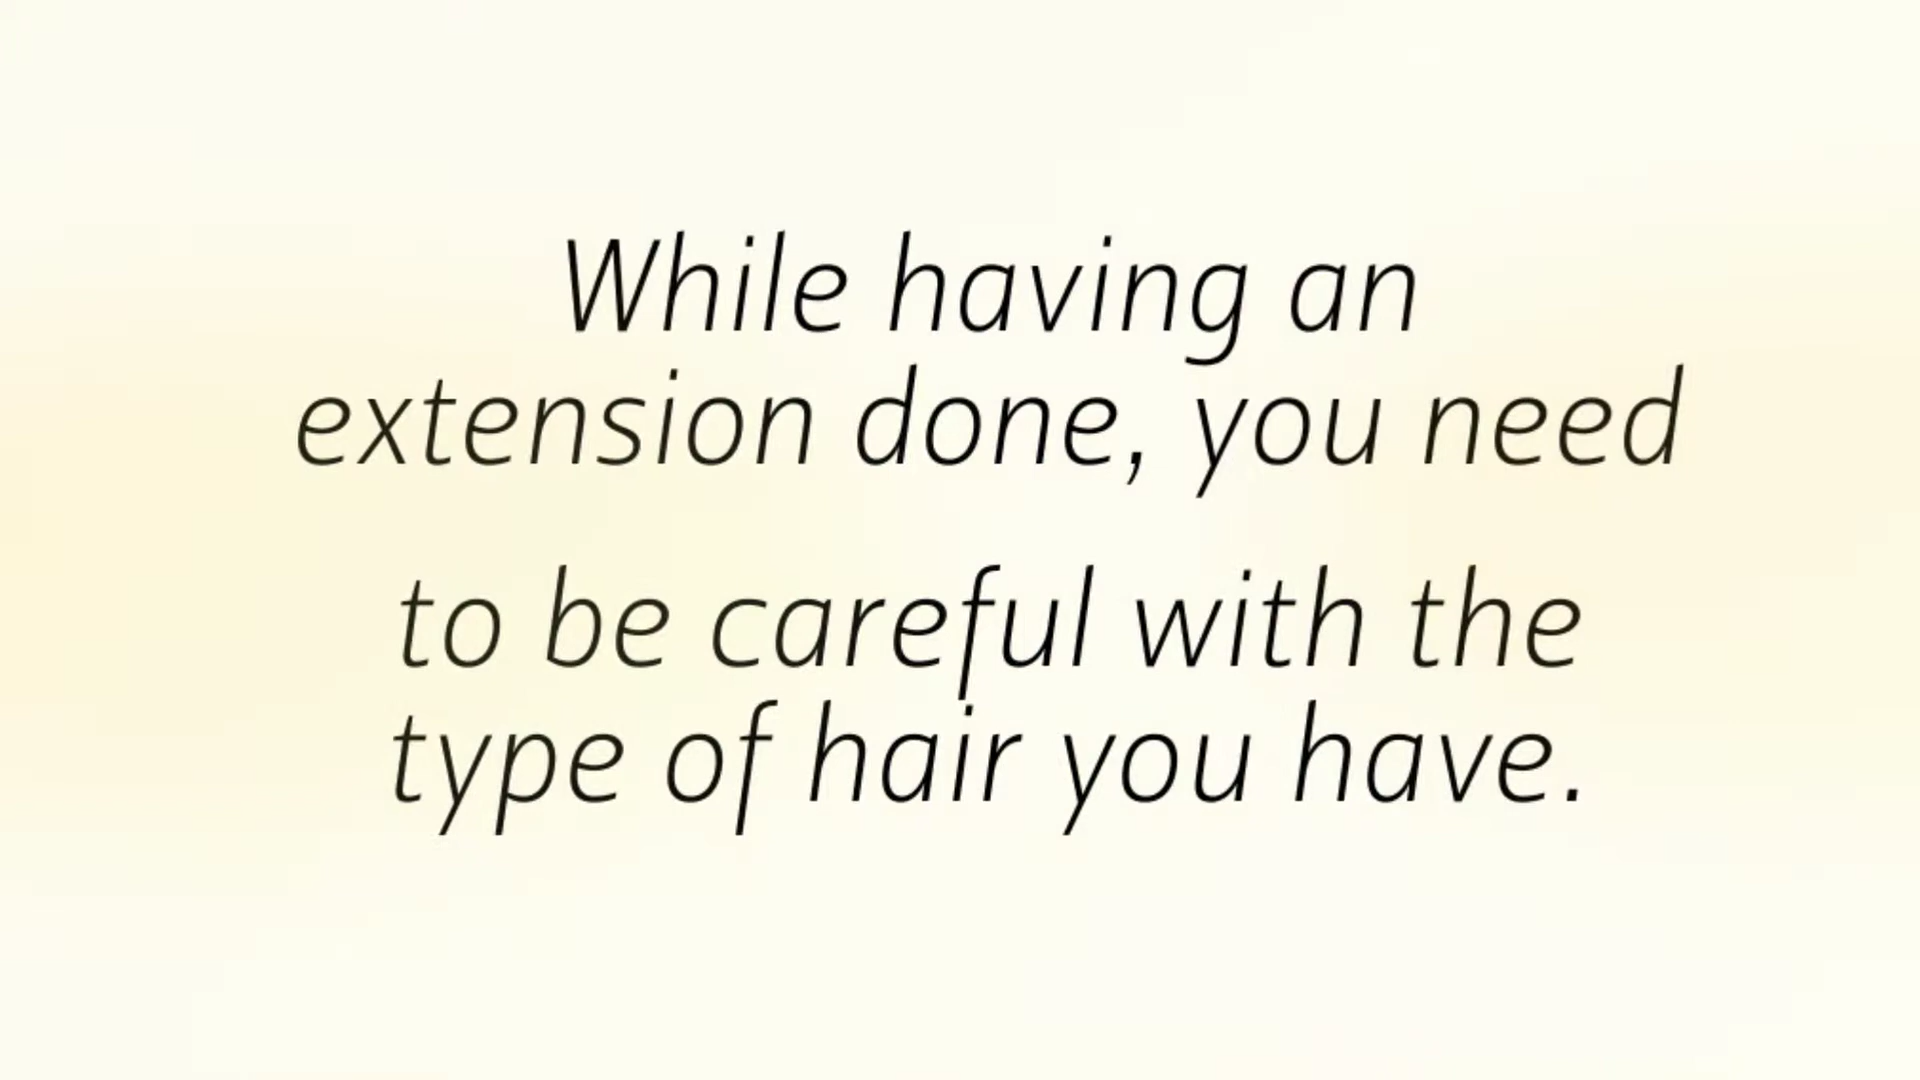 While having an
extension done, you need
to be careful with the
type of hair you have.